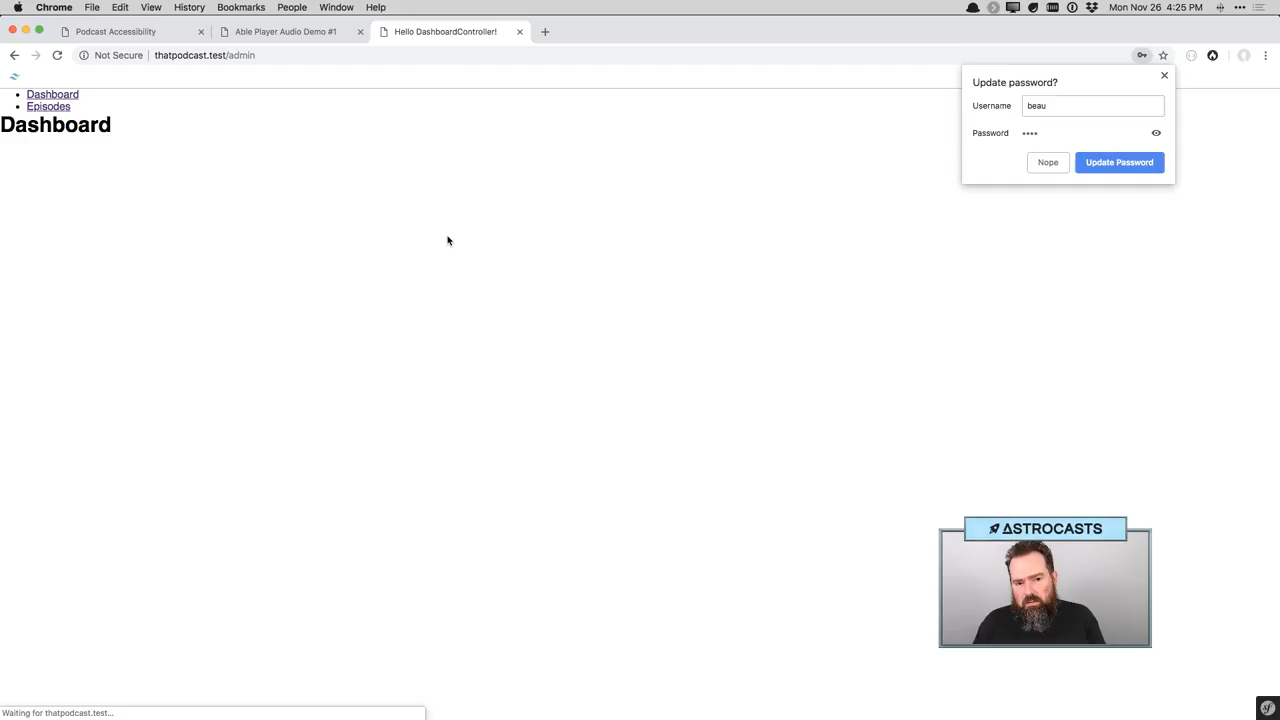 Chrome File Edit View History Bookmarks People Window Help Mon Nov 26 4:25 PM
Podcast Accessibility Able Player Audio Demo #1 Hello DashboardController!
Not Secure thatpodcast.test/admin
Update password?
Username beau
Password ••••
Nope Update Password
Dashboard
Episodes
Dashboard
ASTROCASTS
Waiting for thatpodcast.test...